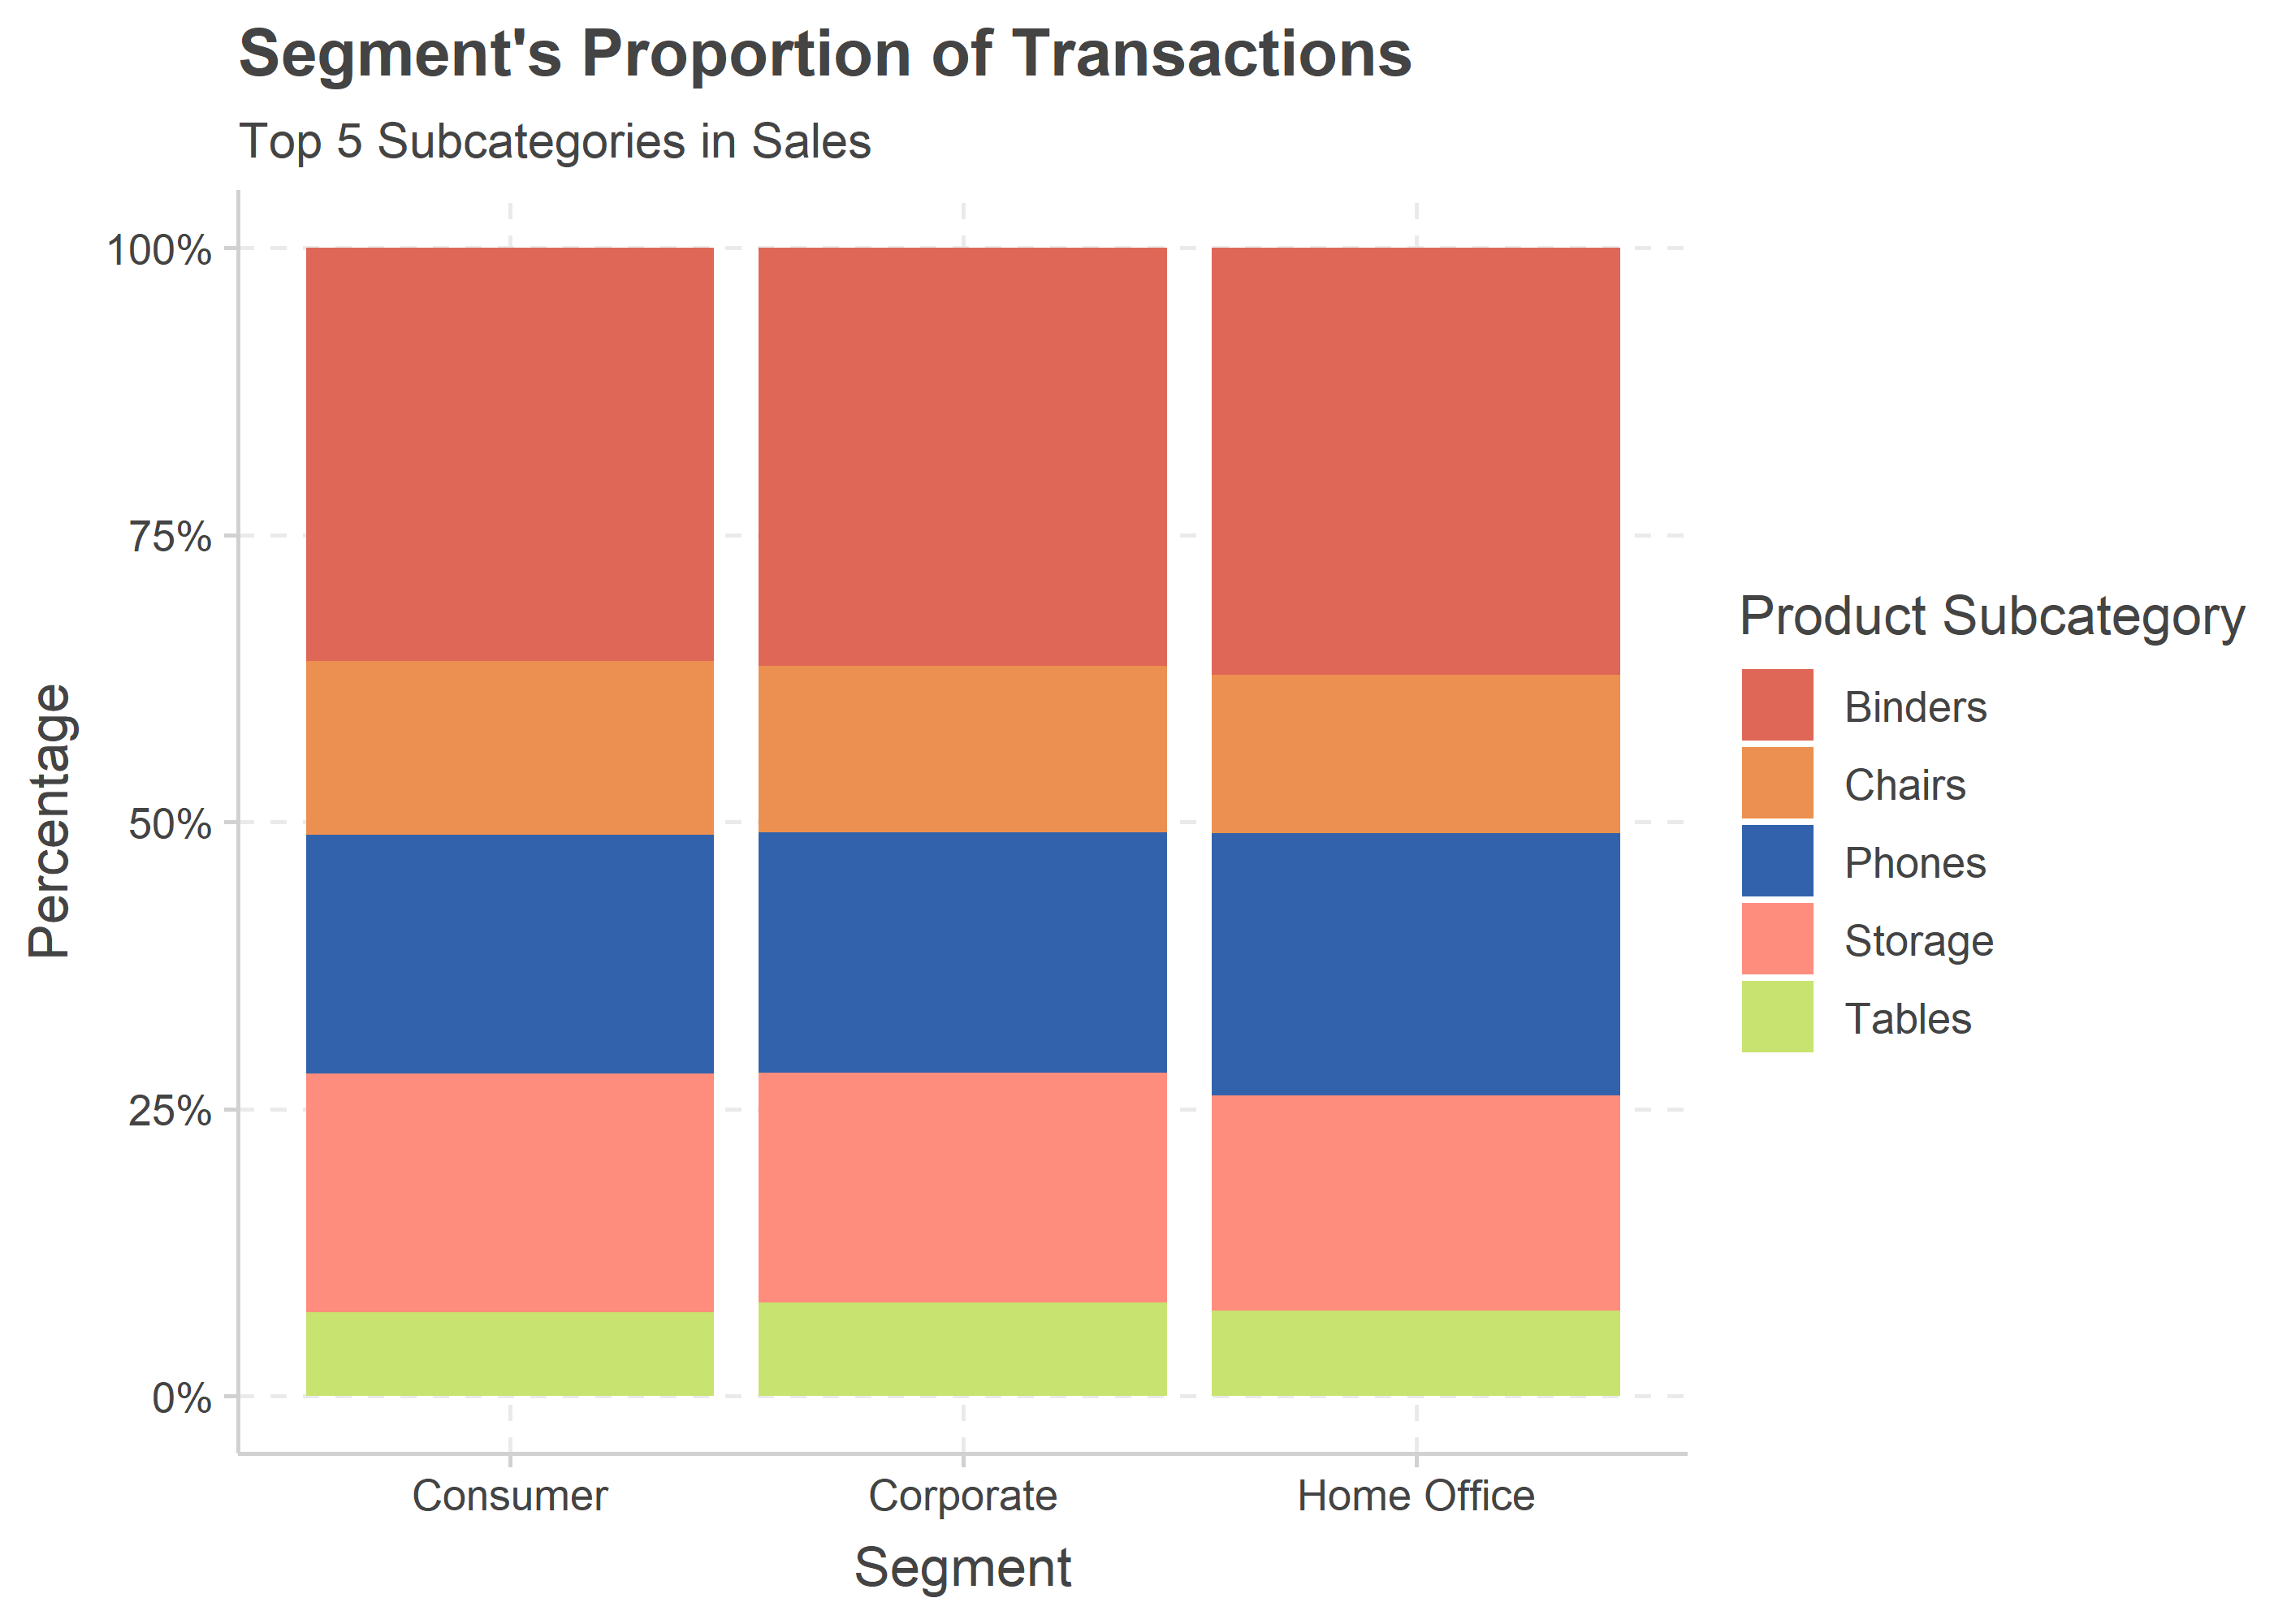 Segment's Proportion of Transactions
Top 5 Subcategories in Sales
Percentage
100%
75%
50%
25%
0%
Consumer
Corporate
Home Office
Segment
Product Subcategory
Binders
Chairs
Phones
Storage
Tables